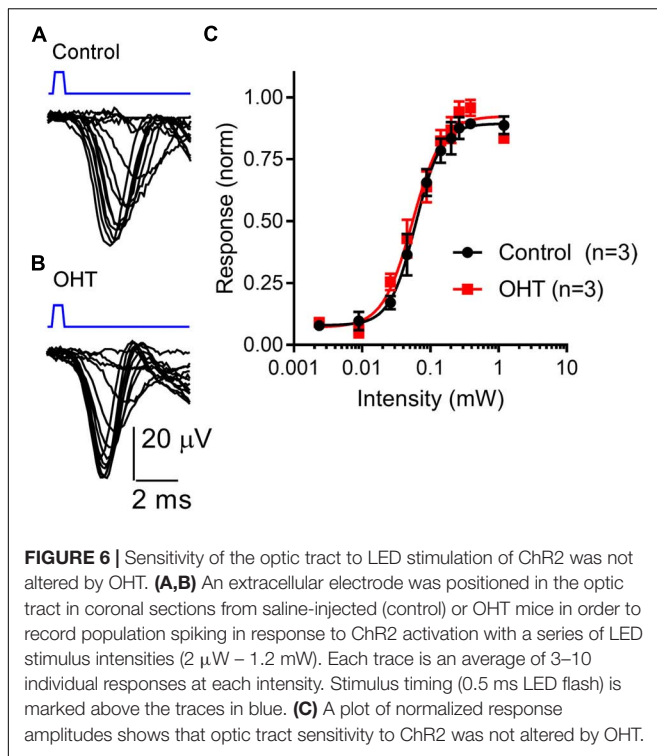 A
Control
B
OHT
20 μV
2 ms
C
Response (norm)
1.00
0.75
0.50
0.25
0.00
0.001
0.01
0.1
1
10
Intensity (mW)
Control (n=3)
OHT (n=3)
FIGURE 6 | Sensitivity of the optic tract to LED stimulation of ChR2 was not
altered by OHT. (A,B) An extracellular electrode was positioned in the optic
tract in coronal sections from saline-injected (control) or OHT mice in order to
record population spiking in response to ChR2 activation with a series of LED
stimulus intensities (2 μW – 1.2 mW). Each trace is an average of 3–10
individual responses at each intensity. Stimulus timing (0.5 ms LED flash) is
marked above the traces in blue. (C) A plot of normalized response
amplitudes shows that optic tract sensitivity to ChR2 was not altered by OHT.